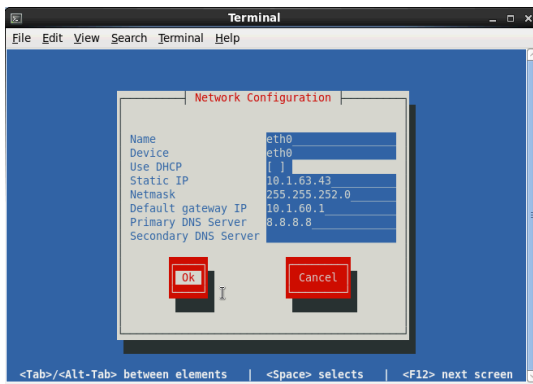 Terminal
File Edit View Search Terminal Help
Network Configuration
Name eth0
Device eth0
Use DHCP [ ]
Static IP 10.1.63.43
Netmask 255.255.252.0
Default gateway IP 10.1.60.1
Primary DNS Server 8.8.8.8
Secondary DNS Server
Ok Cancel
<Tab>/<Alt-Tab> between elements | <Space> selects | <F12> next screen